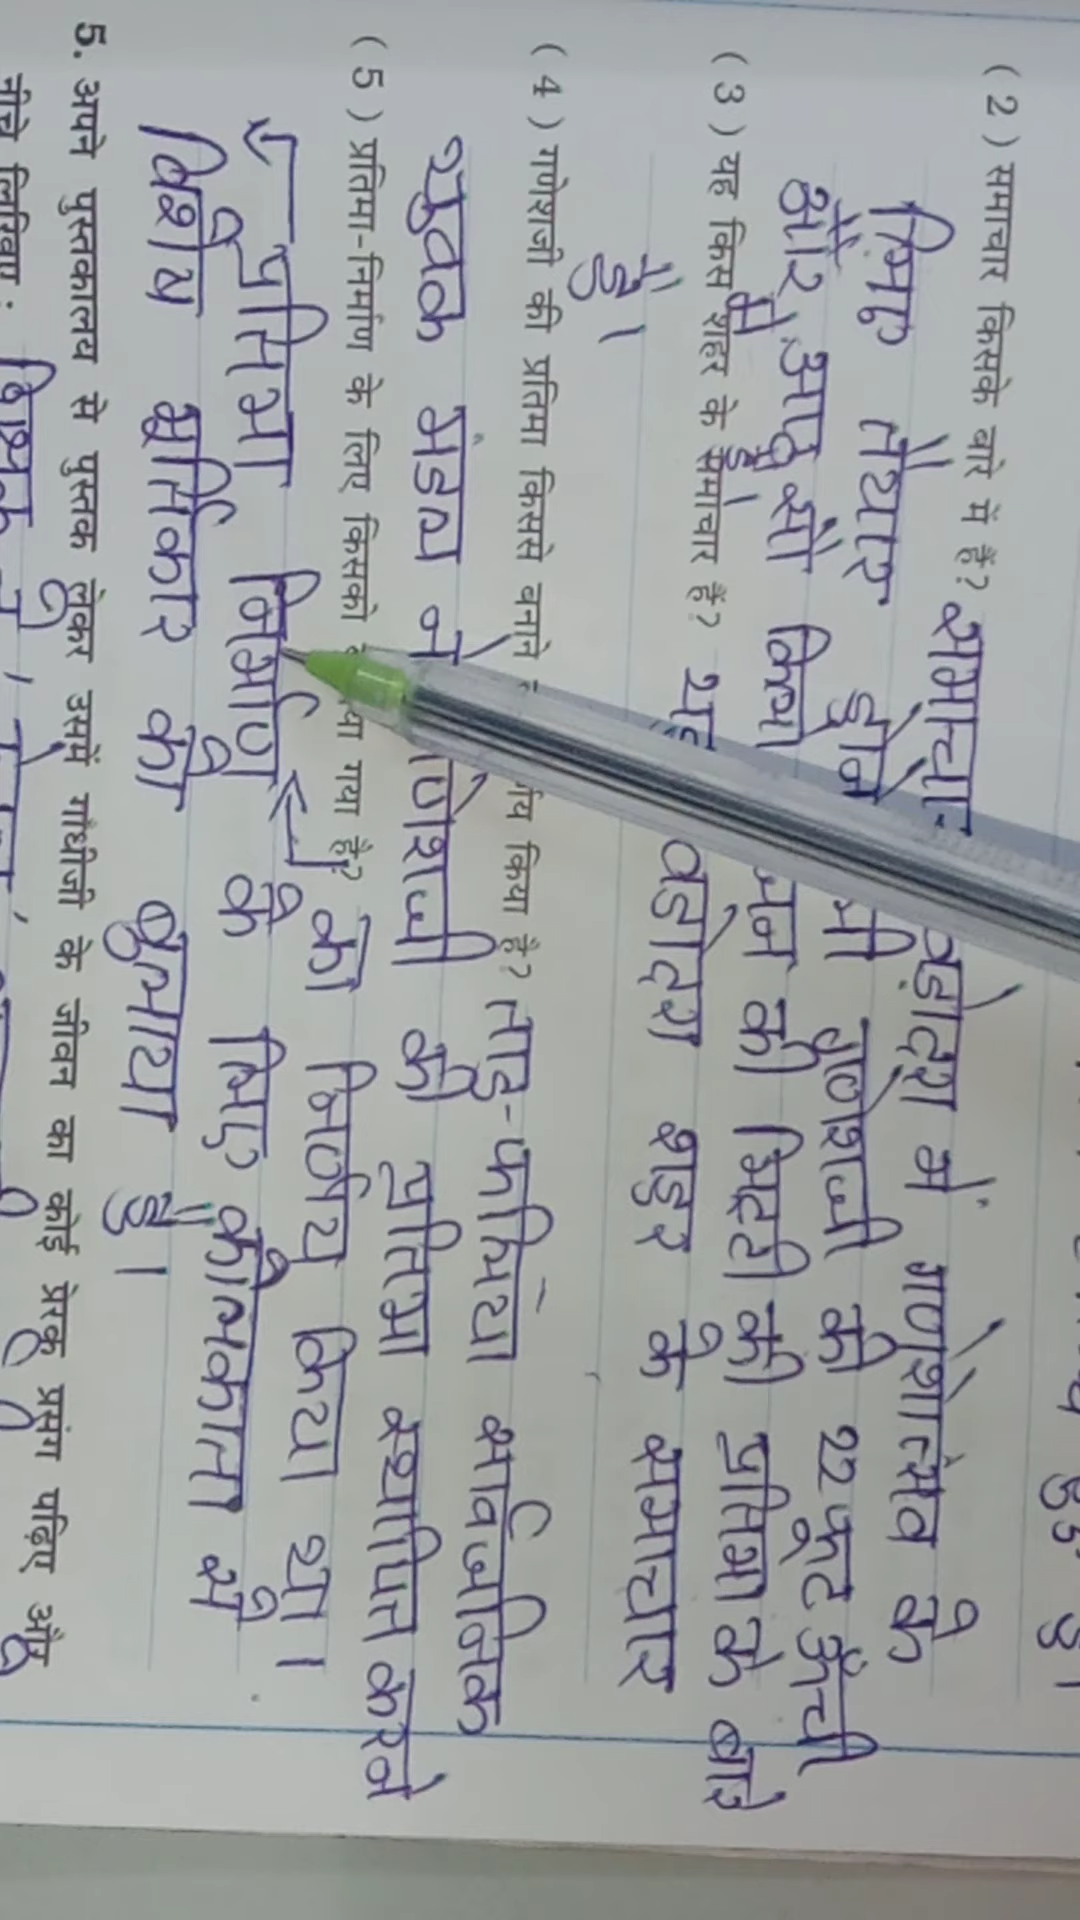 (2) समाचार किसके बारे में हैं? समाचार वड़ोदरा में गणेशोत्सव के
लिए तैयार हो गणेशजी की 22 फूट ऊँची
और आठ सौ किलो वजन की मिट्टी की प्रतिमा के बारे
में हैं।
(3) यह किस शहर के समाचार हैं? यह वडोदरा शहर के समाचार
हैं।
(4) गणेशजी की प्रतिमा किससे बनाने किया है? ताड-फलिया सार्वजनिक
युवक मंडल ने गणेशजी की प्रतिमा स्थापित करने
का निर्णय किया था।
(5) प्रतिमा-निर्माण के लिए किसको गया है?
प्रतिमा निर्माण के लिए कोलकाता से
विशेष मूर्तिकार को बुलाया है।
5. अपने पुस्तकालय से पुस्तक लेकर उसमें गाँधीजी के जीवन का कोई प्रेरक प्रसंग पढ़िए और
नीचे लिखिए :